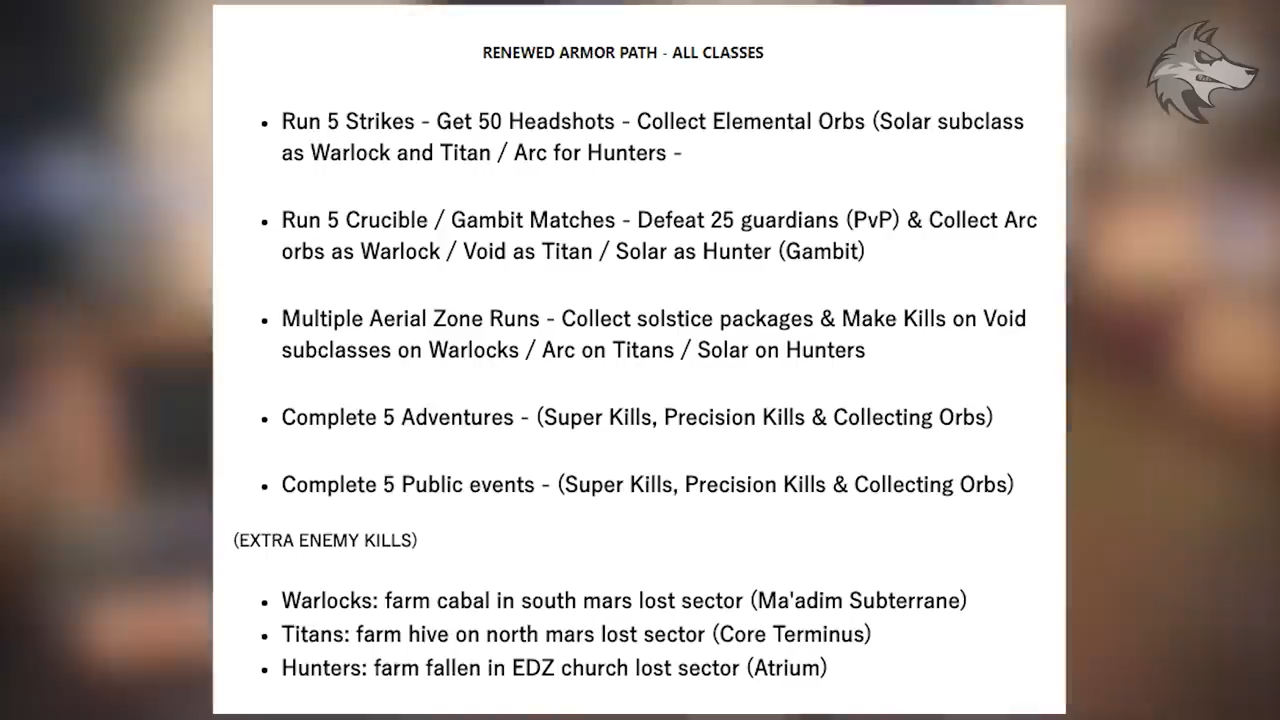 RENEWED ARMOR PATH - ALL CLASSES
• Run 5 Strikes - Get 50 Headshots - Collect Elemental Orbs (Solar subclass
as Warlock and Titan / Arc for Hunters -
• Run 5 Crucible / Gambit Matches - Defeat 25 guardians (PvP) & Collect Arc
orbs as Warlock / Void as Titan / Solar as Hunter (Gambit)
• Multiple Aerial Zone Runs - Collect solstice packages & Make Kills on Void
subclasses on Warlocks / Arc on Titans / Solar on Hunters
• Complete 5 Adventures - (Super Kills, Precision Kills & Collecting Orbs)
• Complete 5 Public events - (Super Kills, Precision Kills & Collecting Orbs)
(EXTRA ENEMY KILLS)
• Warlocks: farm cabal in south mars lost sector (Ma'adim Subterrane)
• Titans: farm hive on north mars lost sector (Core Terminus)
• Hunters: farm fallen in EDZ church lost sector (Atrium)